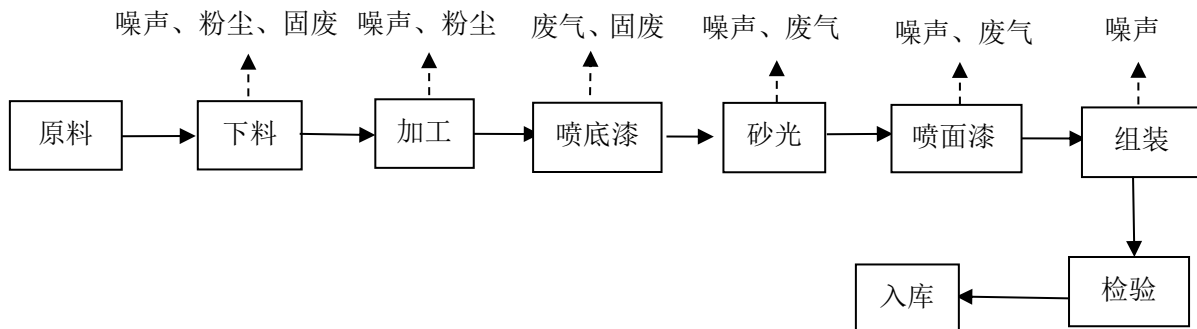 噪声、粉尘、固废
噪声、粉尘
废气、固废
噪声、废气
噪声、废气
噪声
原料
下料
加工
喷底漆
砂光
喷面漆
组装
检验
入库